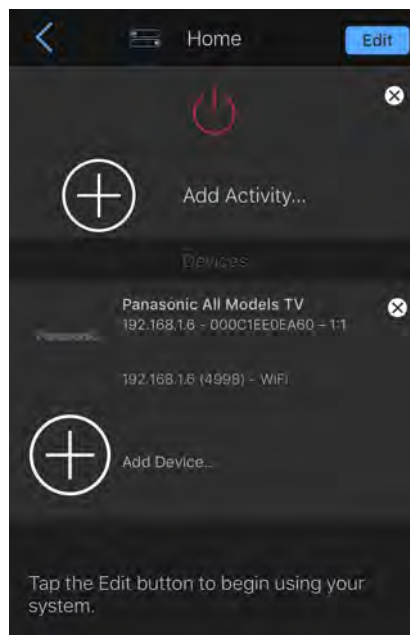 Home
Edit
Add Activity...
Devices
Panasonic All Models TV
192.168.1.6 - 000C1EE0EA60 - 1:1
Panasonic
192.168.1.6 (4998) - WiFi
Add Device..
Tap the Edit button to begin using your
system.